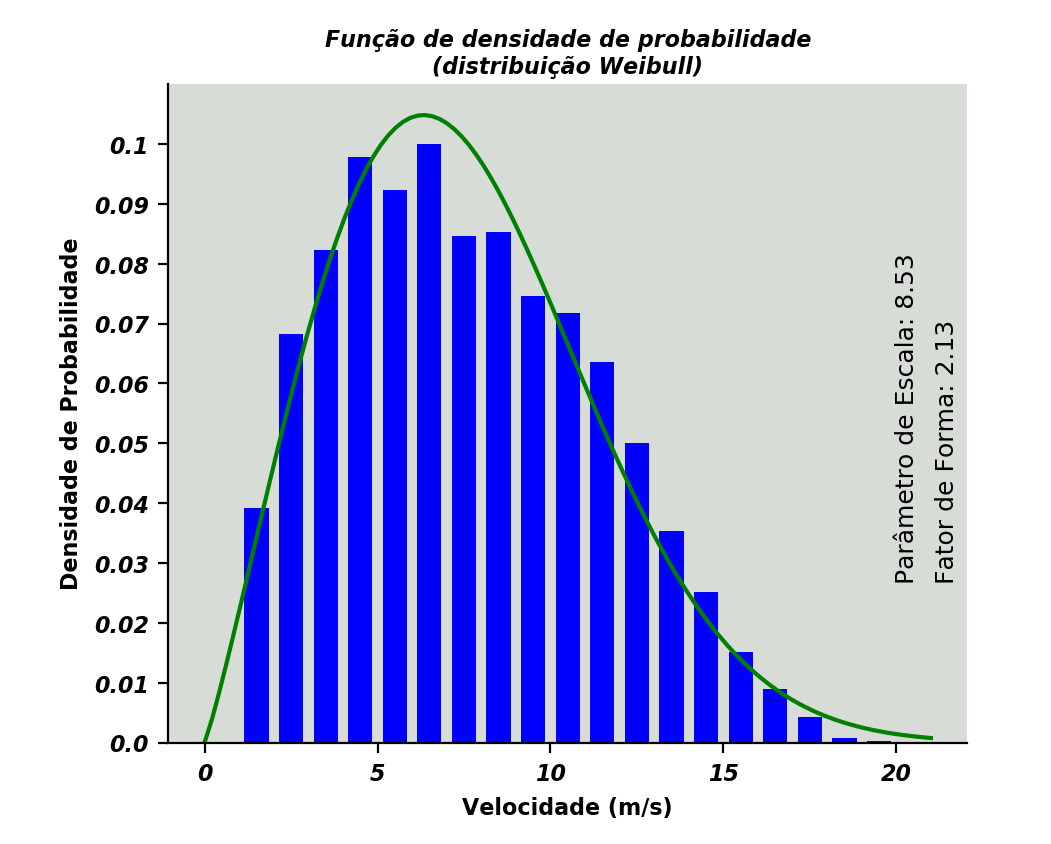 Função de densidade de probabilidade
(distribuição Weibull)
Densidade de Probabilidade
0.1
0.09
0.08
0.07
0.06
0.05
0.04
0.03
0.02
0.01
0.0
0 5 10 15 20
Velocidade (m/s)
Parâmetro de Escala: 8.53
Fator de Forma: 2.13